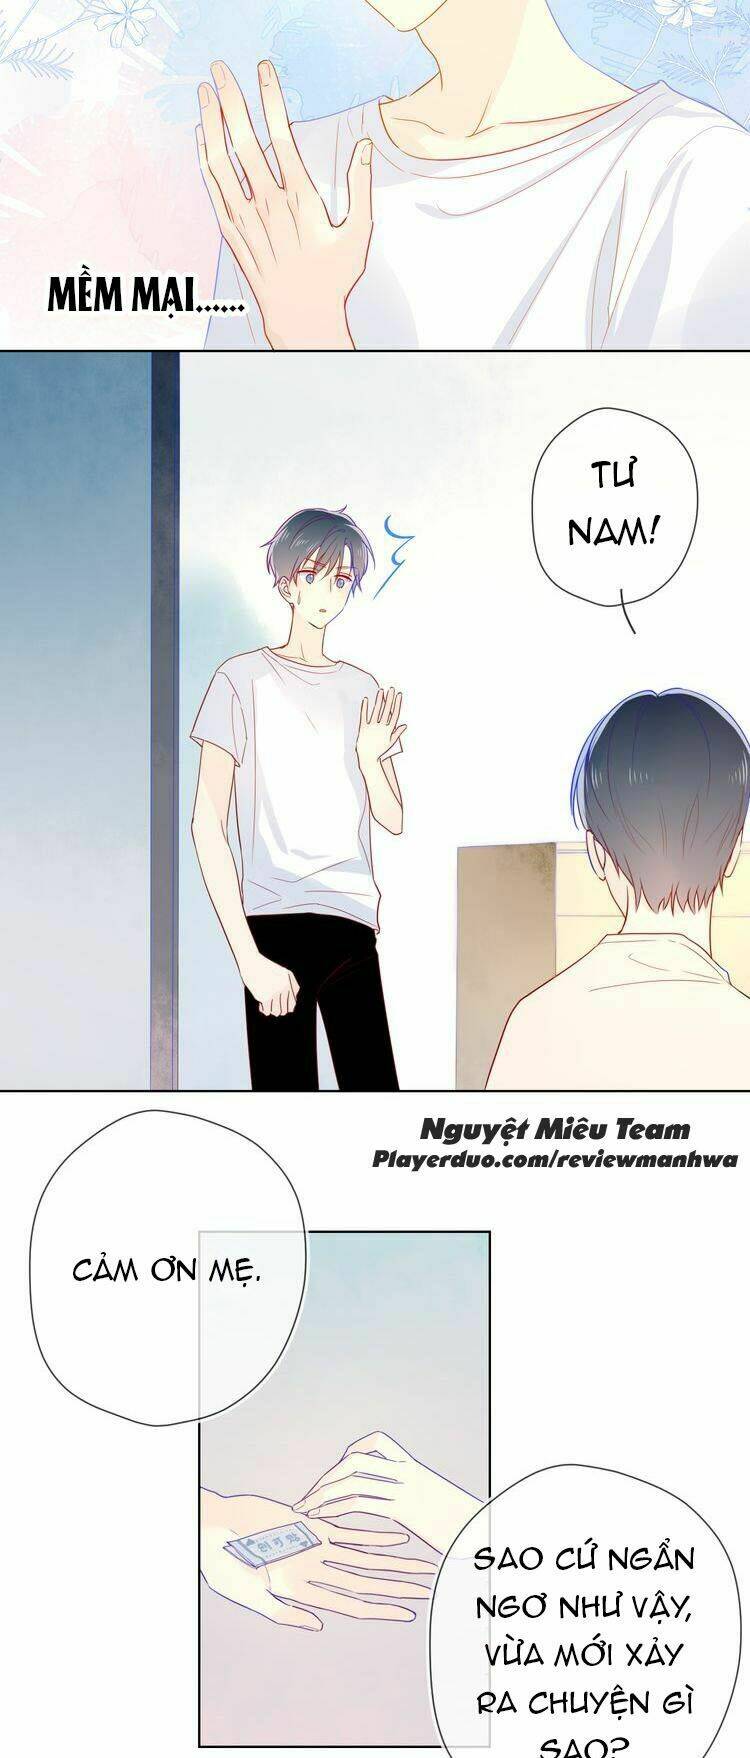 MỀM MẠI......
TƯ
NAM!
Nguyệt Miêu Team
Playerduo.com/reviewmanhwa
CẢM ƠN MẸ.
SAO CỨ NGẨN
NGƠ NHƯ VẬY,
VỪA MỚI XẢY
RA CHUYỆN GÌ
SAO?